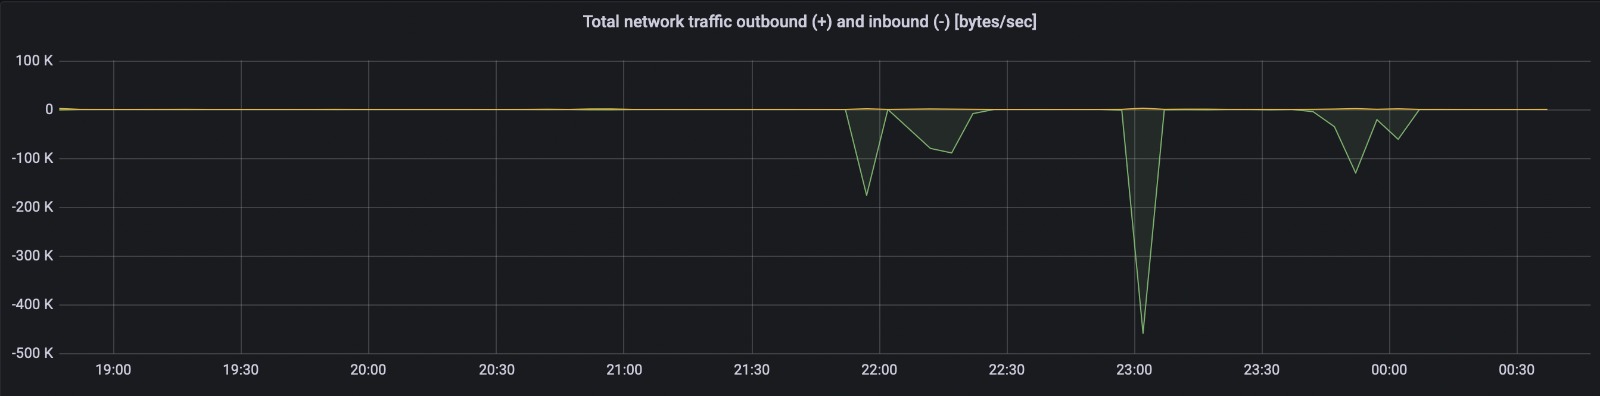 Total network traffic outbound (+) and inbound (-) [bytes/sec]
100 K
0
-100 K
-200 K
-300 K
-400 K
-500 K
19:00 19:30 20:00 20:30 21:00 21:30 22:00 22:30 23:00 23:30 00:00 00:30